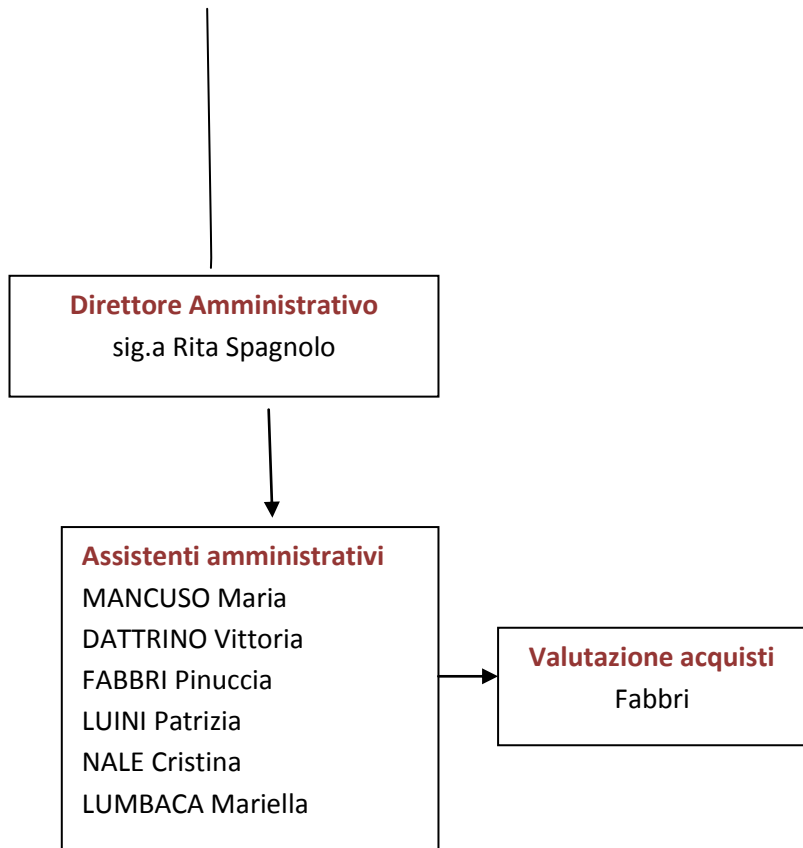 Direttore Amministrativo
sig.a Rita Spagnolo
Assistenti amministrativi
MANCUSO Maria
DATTRINO Vittoria
FABBRI Pinuccia
LUINI Patrizia
NALE Cristina
LUMBACA Mariella
Valutazione acquisti
Fabbri